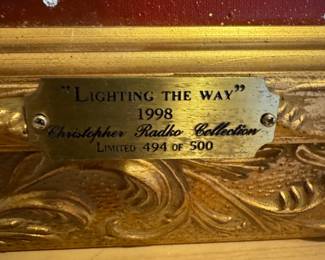 "LIGHTING THE WAY"
1998
Christopher Radko Collection
LIMITED 494 OF 500